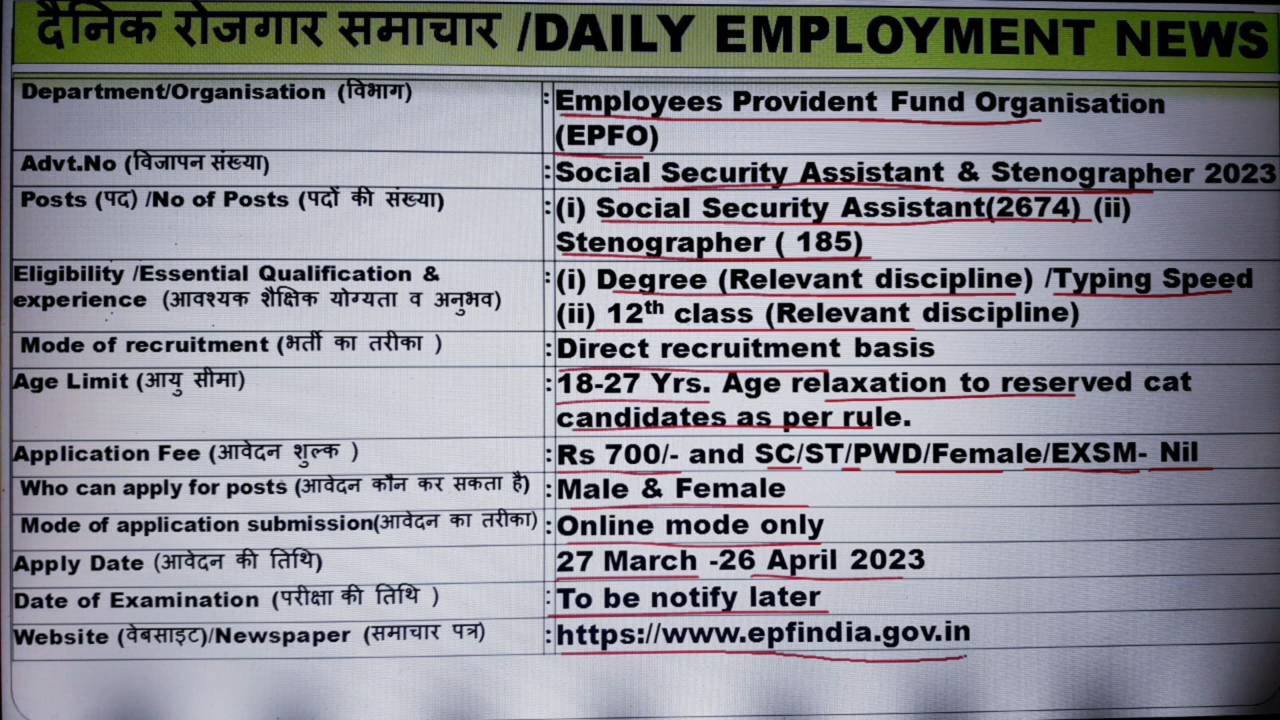 दैनिक रोजगार समाचार /DAILY EMPLOYMENT NEWS
Department/Organisation (विभाग) : Employees Provident Fund Organisation
(EPFO)
Advt.No (विज्ञापन संख्या) : Social Security Assistant & Stenographer 2023
Posts (पद) /No of Posts (पदों की संख्या) : (i) Social Security Assistant(2674) (ii)
Stenographer ( 185)
Eligibility /Essential Qualification & : (i) Degree (Relevant discipline) /Typing Speed
experience (आवश्यक शैक्षिक योग्यता व अनुभव) (ii) 12th class (Relevant discipline)
Mode of recruitment (भर्ती का तरीका ) : Direct recruitment basis
Age Limit (आयु सीमा) : 18-27 Yrs. Age relaxation to reserved cat
candidates as per rule.
Application Fee (आवेदन शुल्क ) : Rs 700/- and SC/ST/PWD/Female/EXSM- Nil
Who can apply for posts (आवेदन कौन कर सकता है) : Male & Female
Mode of application submission(आवेदन का तरीका) : Online mode only
Apply Date (आवेदन की तिथि) 27 March -26 April 2023
Date of Examination (परीक्षा की तिथि ) : To be notify later
Website (वेबसाइट)/Newspaper (समाचार पत्र) : https://www.epfindia.gov.in